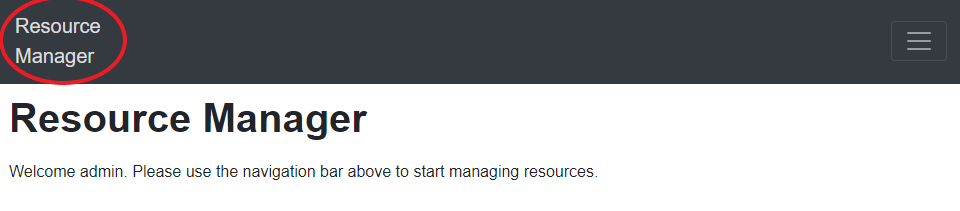 Resource
Manager
Resource Manager
Welcome admin. Please use the navigation bar above to start managing resources.